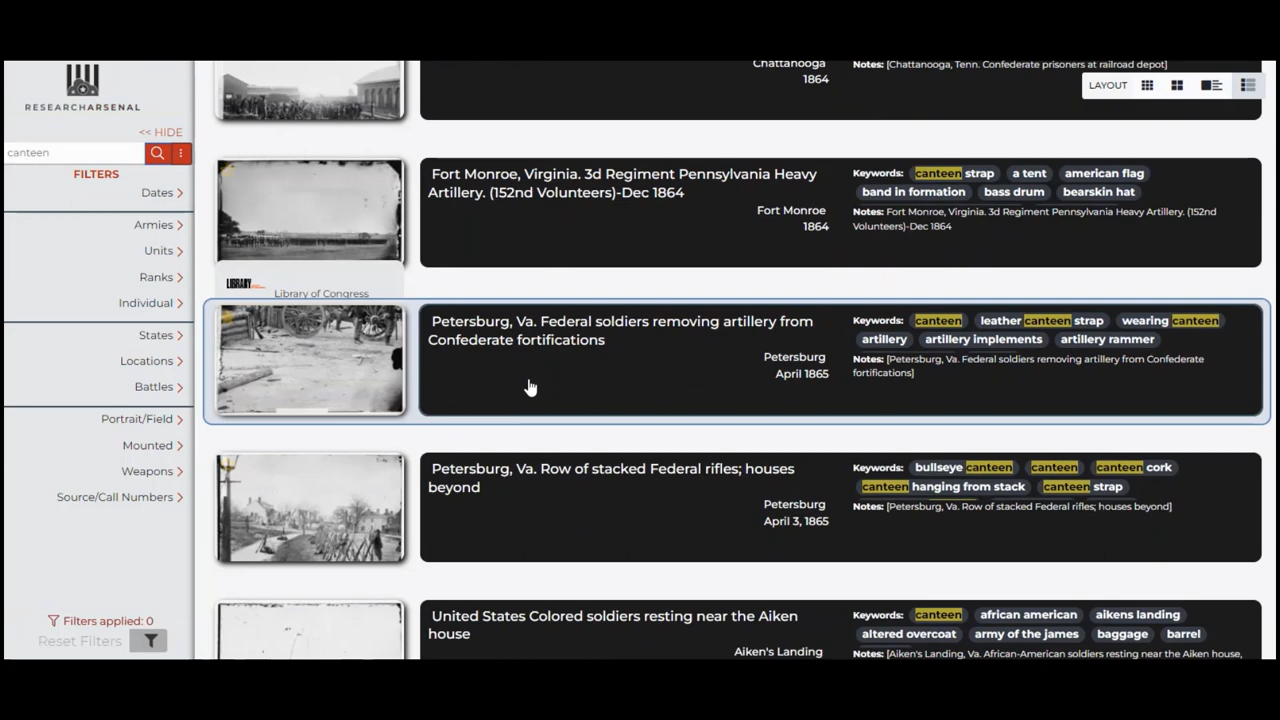 RESEARCHARSENAL
<< HIDE
canteen
FILTERS
Dates
Armies
Units
Ranks
Individual
States
Locations
Battles
Portrait/Field
Mounted
Weapons
Source/Call Numbers
Filters applied: 0
Reset Filters
LAYOUT
Chattanooga
1864
Notes: [Chattanooga, Tenn. Confederate prisoners at railroad depot]
Fort Monroe, Virginia. 3d Regiment Pennsylvania Heavy
Artillery. (152nd Volunteers)-Dec 1864
Fort Monroe
1864
Keywords: canteen strap a tent american flag
band in formation bass drum bearskin hat
Notes: Fort Monroe, Virginia. 3d Regiment Pennsylvania Heavy Artillery. (152nd
Volunteers)-Dec 1864
LIBRARY
Library of Congress
Petersburg, Va. Federal soldiers removing artillery from
Confederate fortifications
Petersburg
April 1865
Keywords: canteen leather canteen strap wearing canteen
artillery artillery implements artillery rammer
Notes: [Petersburg, Va. Federal soldiers removing artillery from Confederate
fortifications]
Petersburg, Va. Row of stacked Federal rifles; houses
beyond
Petersburg
April 3, 1865
Keywords: bullseye canteen canteen canteen cork
canteen hanging from stack canteen strap
Notes: [Petersburg, Va. Row of stacked Federal rifles; houses beyond]
United States Colored soldiers resting near the Aiken
house
Aiken's Landing
Keywords: canteen african american aikens landing
altered overcoat army of the james baggage barrel
Notes: [Aiken's Landing, Va. African-American soldiers resting near the Aiken house,